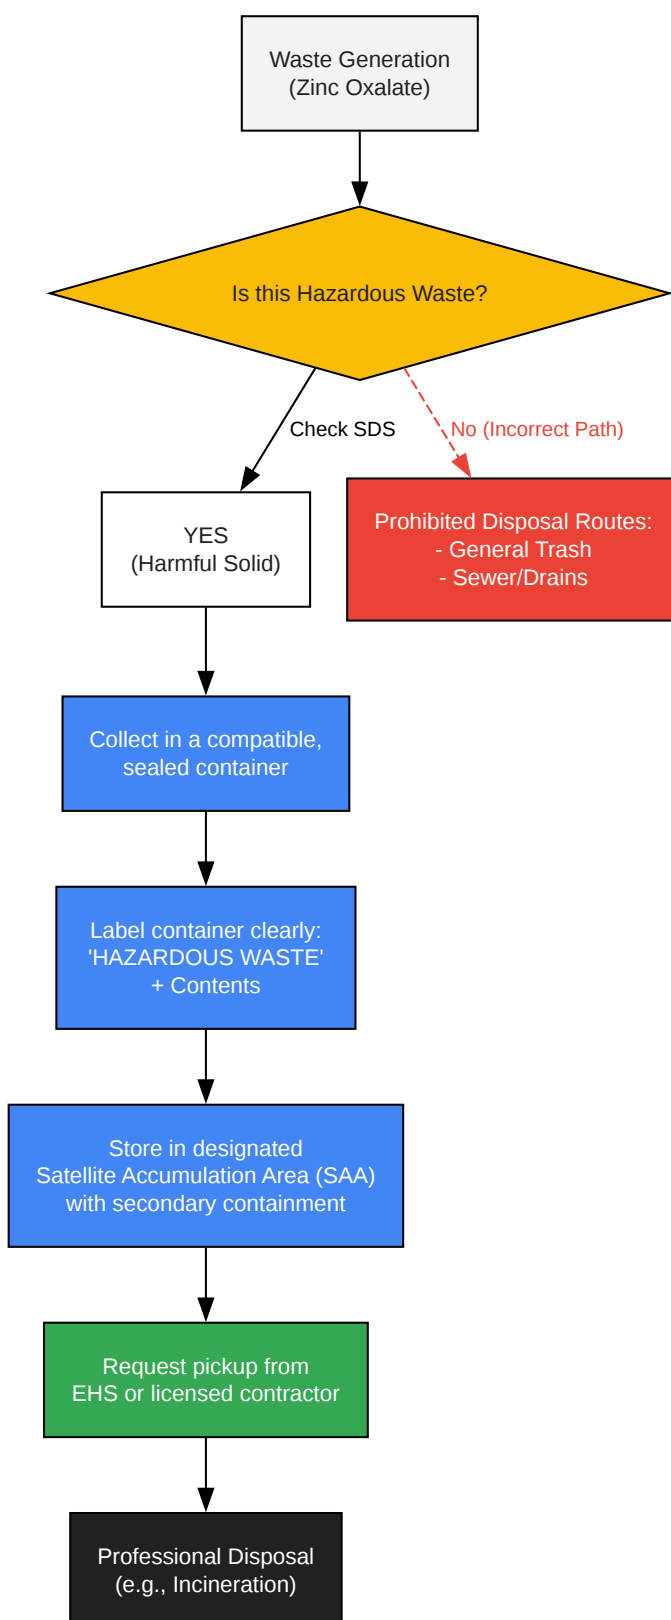 Waste Generation
(Zinc Oxalate)
Is this Hazardous Waste?
Check SDS
No (Incorrect Path)
YES
(Harmful Solid)
Prohibited Disposal Routes:
- General Trash
- Sewer/Drains
Collect in a compatible,
sealed container
Label container clearly:
'HAZARDOUS WASTE'
+ Contents
Store in designated
Satellite Accumulation Area (SAA)
with secondary containment
Request pickup from
EHS or licensed contractor
Professional Disposal
(e.g., Incineration)